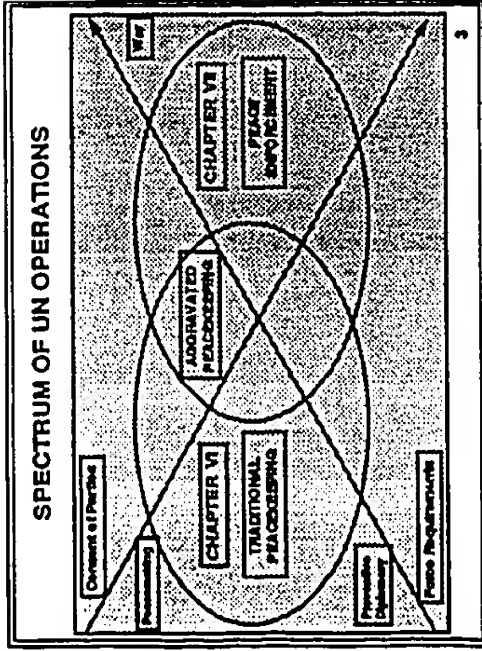 SPECTRUM OF UN OPERATIONS
Consent of Parties
War
Peacemaking
AGGRAVATED
PEACEKEEPING
CHAPTER VI
CHAPTER VII
TRADITIONAL
PEACEKEEPING
PEACE
ENFORCEMENT
Preventive
Diplomacy
Force Requirements
3